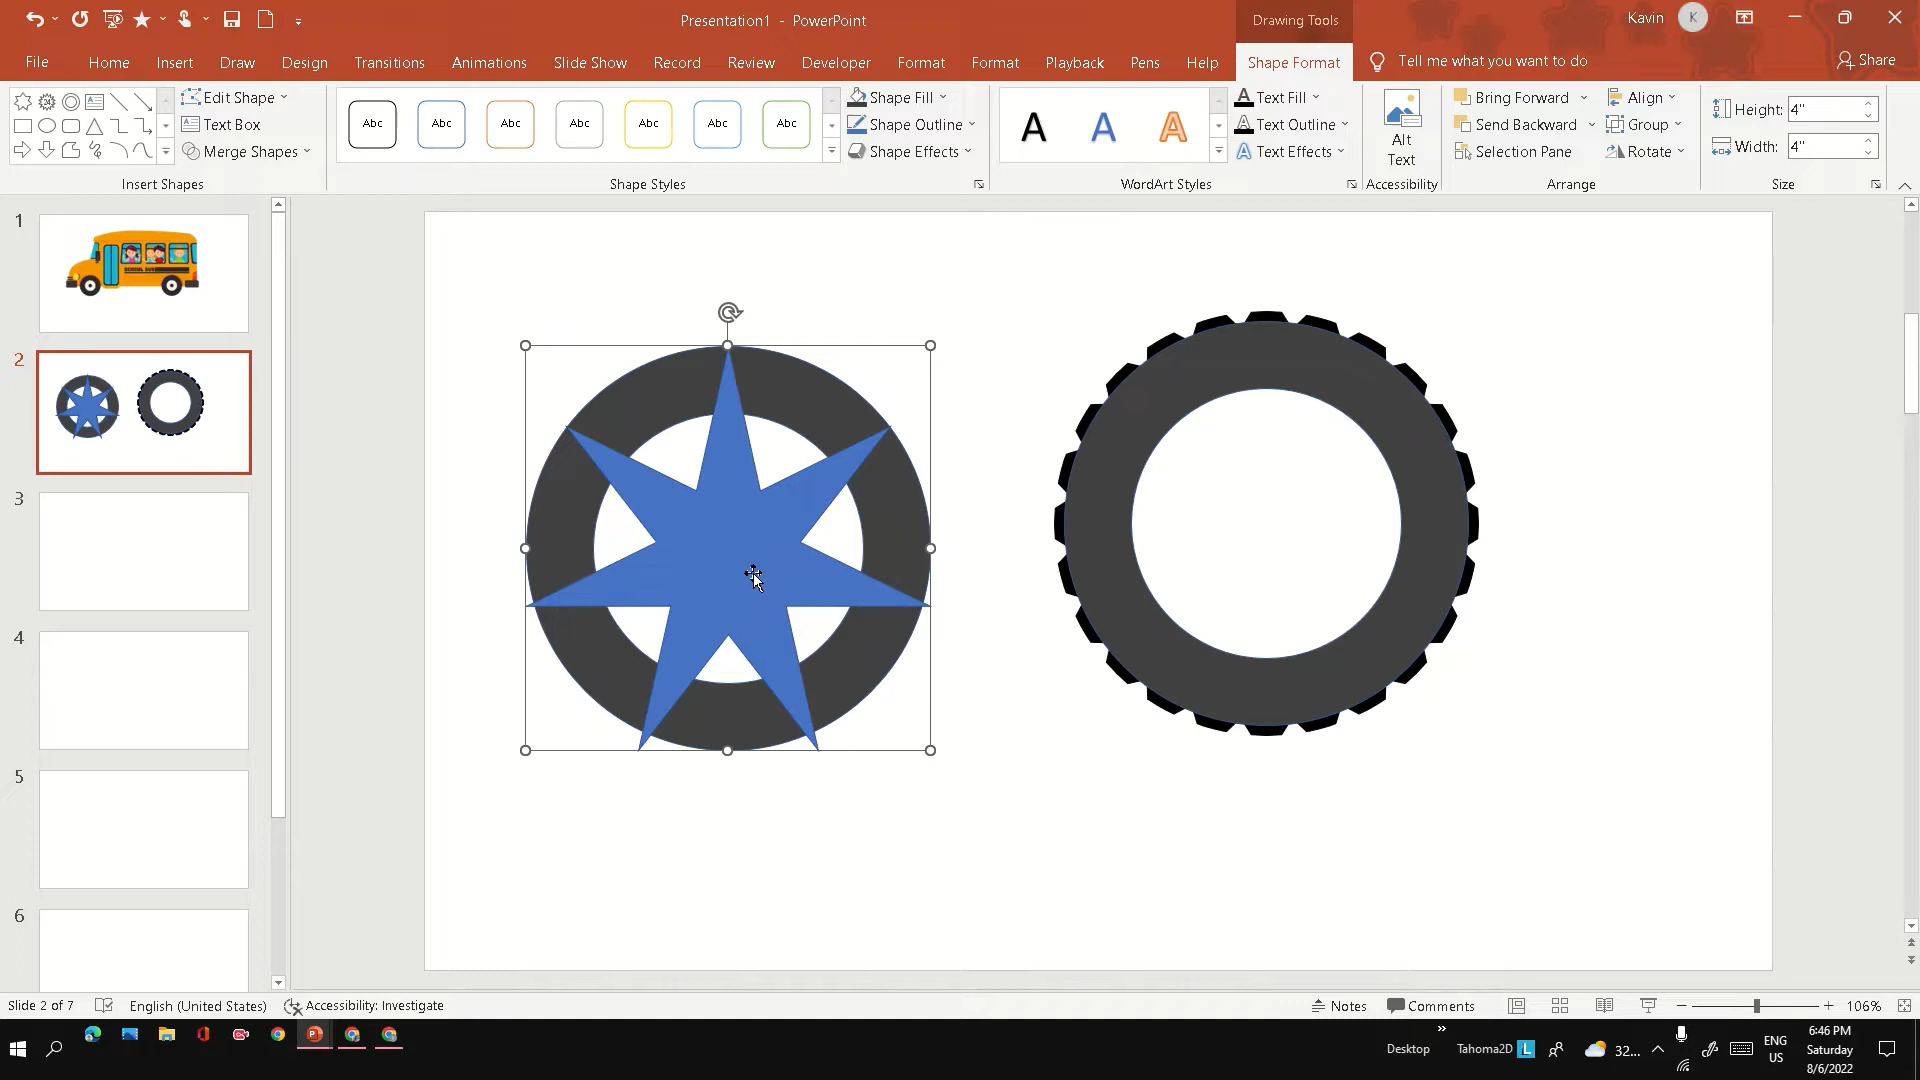 Presentation1 - PowerPoint
Drawing Tools
Kavin
K
File
Home
Insert
Draw
Design
Transitions
Animations
Slide Show
Record
Review
Developer
Format
Format
Playback
Pens
Help
Shape Format
Tell me what you want to do
Share
Edit Shape
Text Box
Merge Shapes
Insert Shapes
Abc
Abc
Abc
Abc
Abc
Abc
Abc
Shape Styles
Shape Fill
Shape Outline
Shape Effects
A
A
A
WordArt Styles
Text Fill
Text Outline
Text Effects
Alt
Text
Accessibility
Bring Forward
Send Backward
Selection Pane
Align
Group
Rotate
Arrange
Height: 4"
Width: 4"
Size
1
SCHOOL BUS
2
3
4
5
6
Slide 2 of 7
English (United States)
Accessibility: Investigate
Notes
Comments
106%
Desktop
Tahoma2D
L
32...
ENG
US
6:46 PM
Saturday
8/6/2022